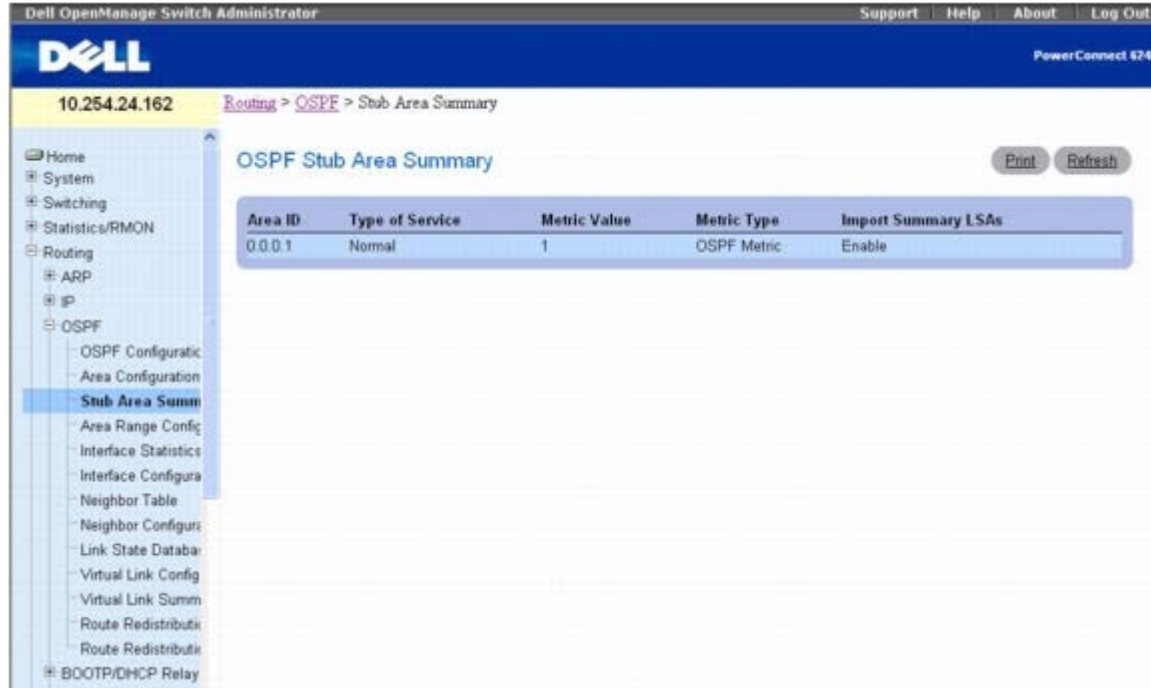 Dell OpenManage Switch Administrator Support Help About Log Out
DELL
PowerConnect 624
10.254.24.162
Routing > OSPF > Stub Area Summary
Home
System
Switching
Statistics/RMON
Routing
ARP
IP
OSPF
OSPF Configuratic
Area Configuration
Stub Area Summ
Area Range Config
Interface Statistics
Interface Configura
Neighbor Table
Neighbor Configura
Link State Databa
Virtual Link Config
Virtual Link Summ
Route Redistributi
Route Redistributi
BOOTP/DHCP Relay
OSPF Stub Area Summary
Print Refresh
Area ID Type of Service Metric Value Metric Type Import Summary LSAs
0.0.0.1 Normal 1 OSPF Metric Enable